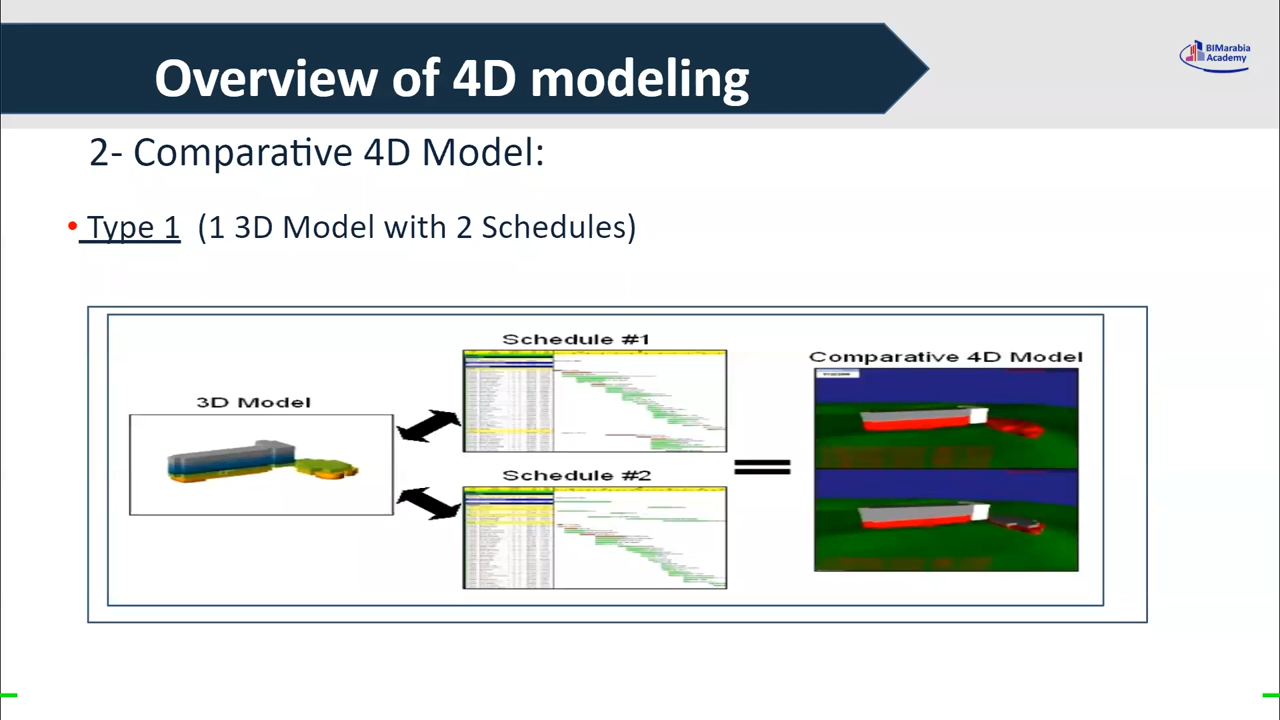 Overview of 4D modeling
BIMarabia
Academy
2- Comparative 4D Model:
• Type 1 (1 3D Model with 2 Schedules)
Schedule #1
Comparative 4D Model
3D Model
Schedule #2